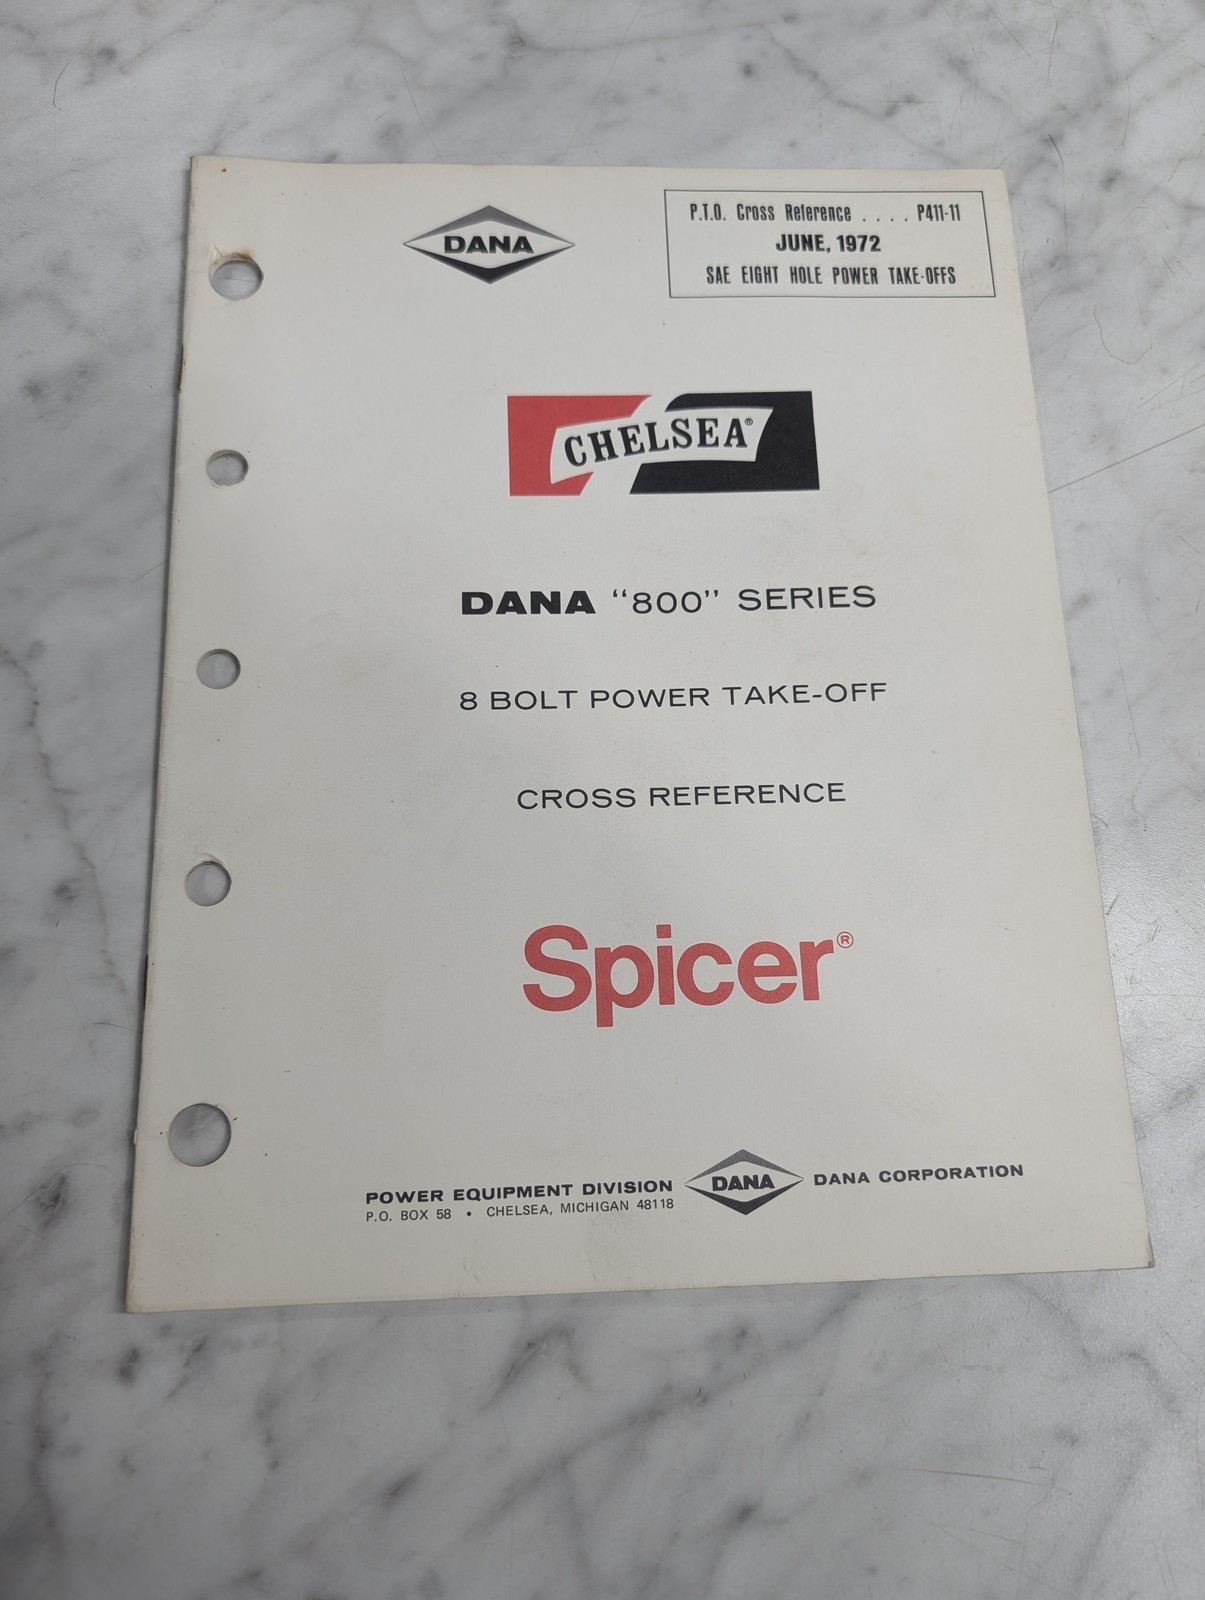 DANA
P.T.O. Cross Reference . . . . P411-11
JUNE, 1972
SAE EIGHT HOLE POWER TAKE-OFFS
CHELSEA®
DANA "800" SERIES
8 BOLT POWER TAKE-OFF
CROSS REFERENCE
Spicer®
POWER EQUIPMENT DIVISION
P.O. BOX 58 • CHELSEA, MICHIGAN 48118
DANA
DANA CORPORATION